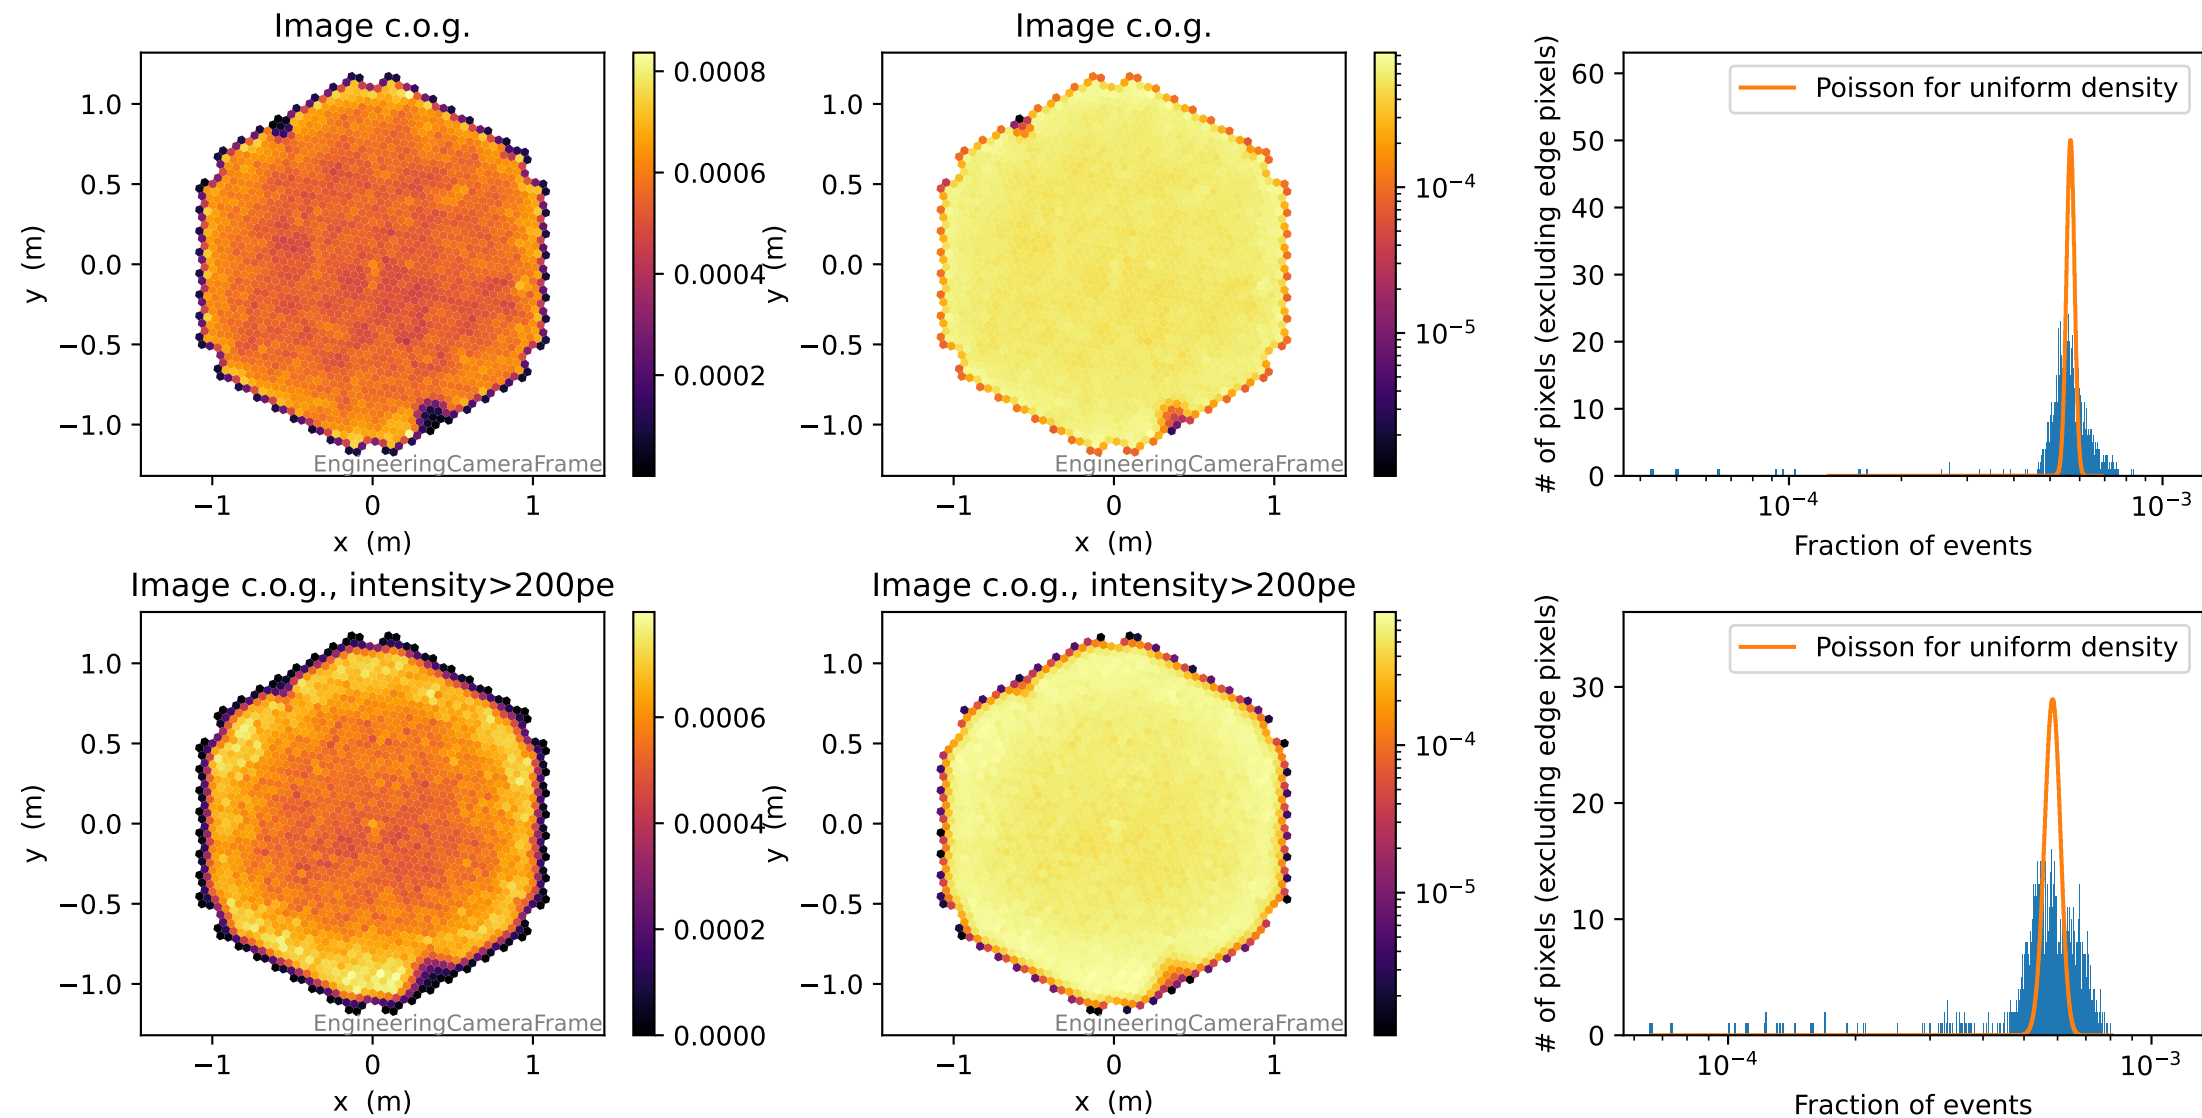 Image c.o.g.
1.0
0.5
0.0
−0.5
−1.0
y (m)
−1
0
1
x (m)
EngineeringCameraFrame
0.0008
0.0006
0.0004
0.0002
Image c.o.g.
1.0
0.5
0.0
−0.5
−1.0
y (m)
−1
0
1
x (m)
EngineeringCameraFrame
10⁻⁴
10⁻⁵
60
50
40
30
20
10
0
# of pixels (excluding edge pixels)
Poisson for uniform density
10⁻⁴
10⁻³
Fraction of events
Image c.o.g., intensity>200pe
1.0
0.5
0.0
−0.5
−1.0
y (m)
−1
0
1
x (m)
EngineeringCameraFrame
0.0006
0.0004
0.0002
0.0000
Image c.o.g., intensity>200pe
1.0
0.5
0.0
−0.5
−1.0
y (m)
−1
0
1
x (m)
EngineeringCameraFrame
10⁻⁴
10⁻⁵
30
20
10
0
# of pixels (excluding edge pixels)
Poisson for uniform density
10⁻⁴
10⁻³
Fraction of events